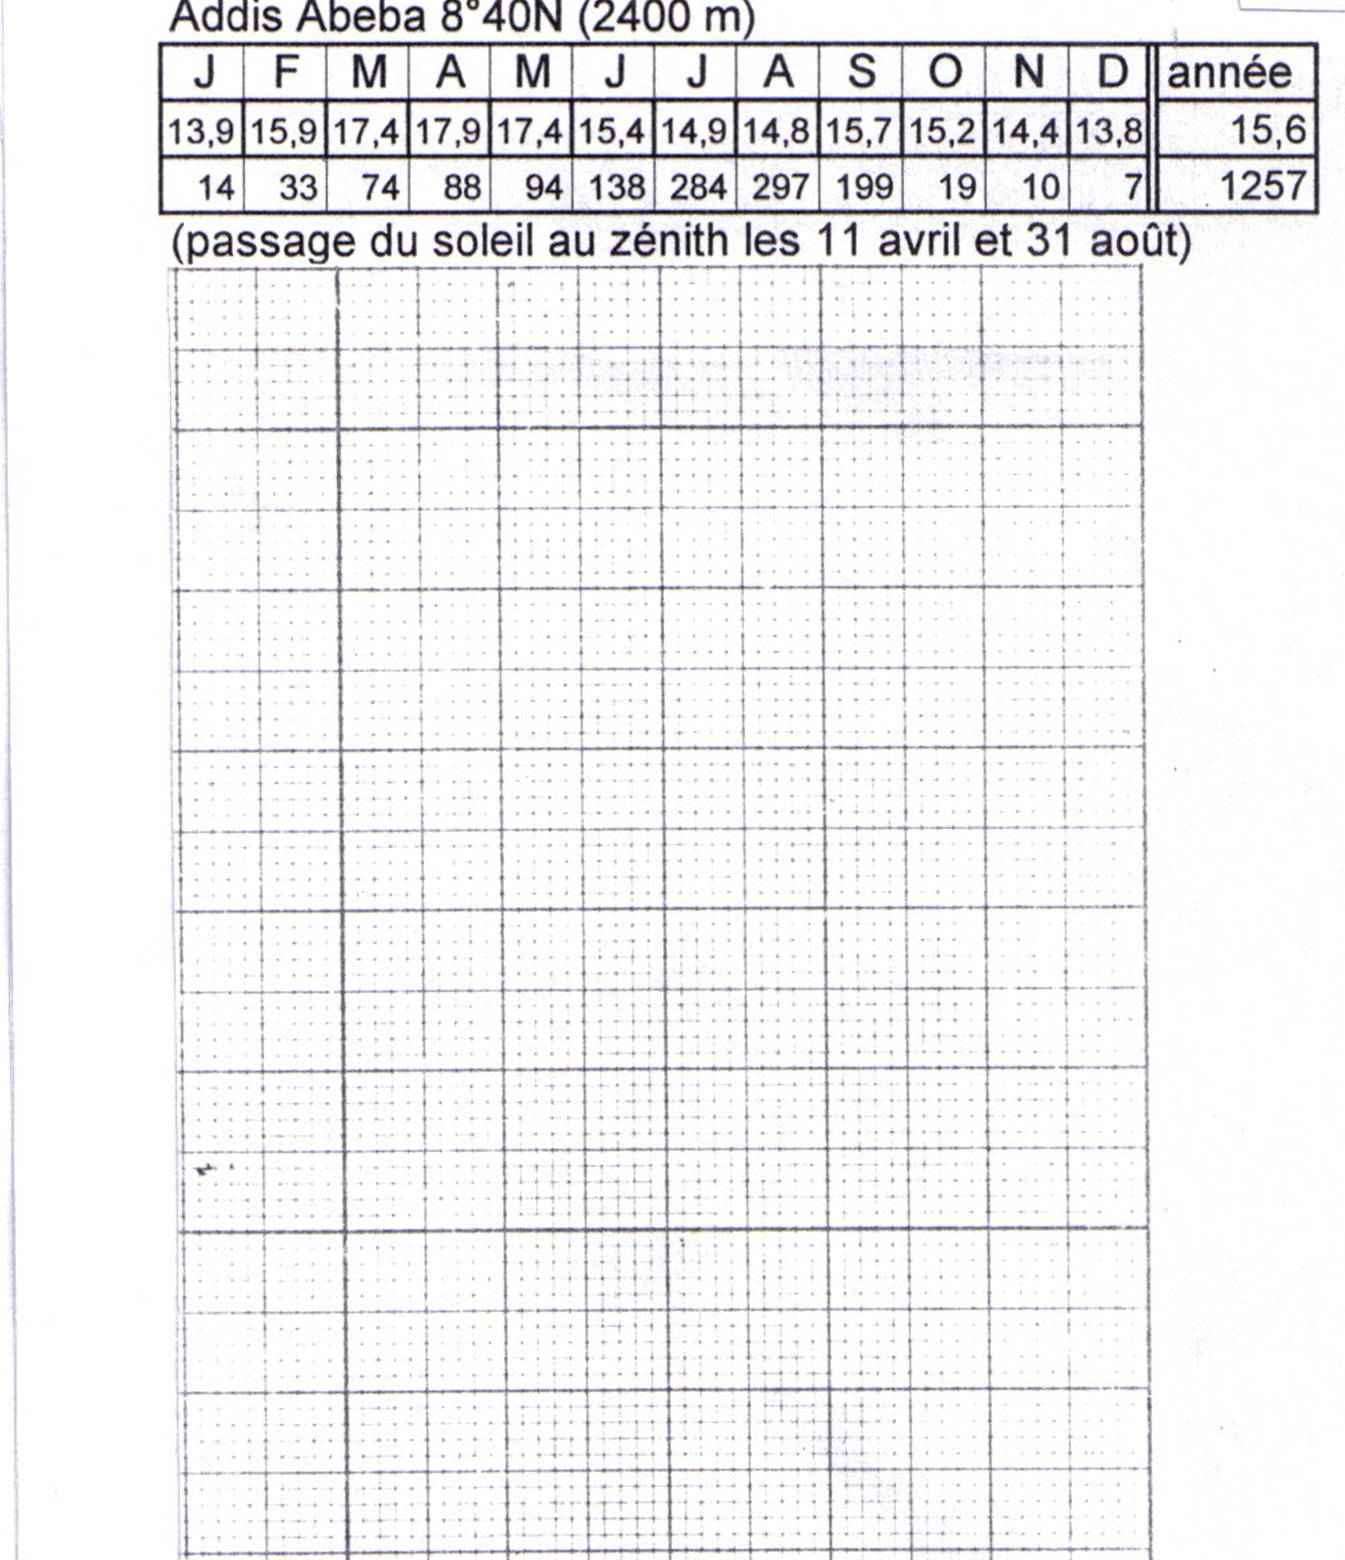 Addis Abeba 8°40N (2400 m)
J F M A M J J A S O N D année
13,9 15,9 17,4 17,9 17,4 15,4 14,9 14,8 15,7 15,2 14,4 13,8 15,6
14 33 74 88 94 138 284 297 199 19 10 7 1257
(passage du soleil au zénith les 11 avril et 31 août)